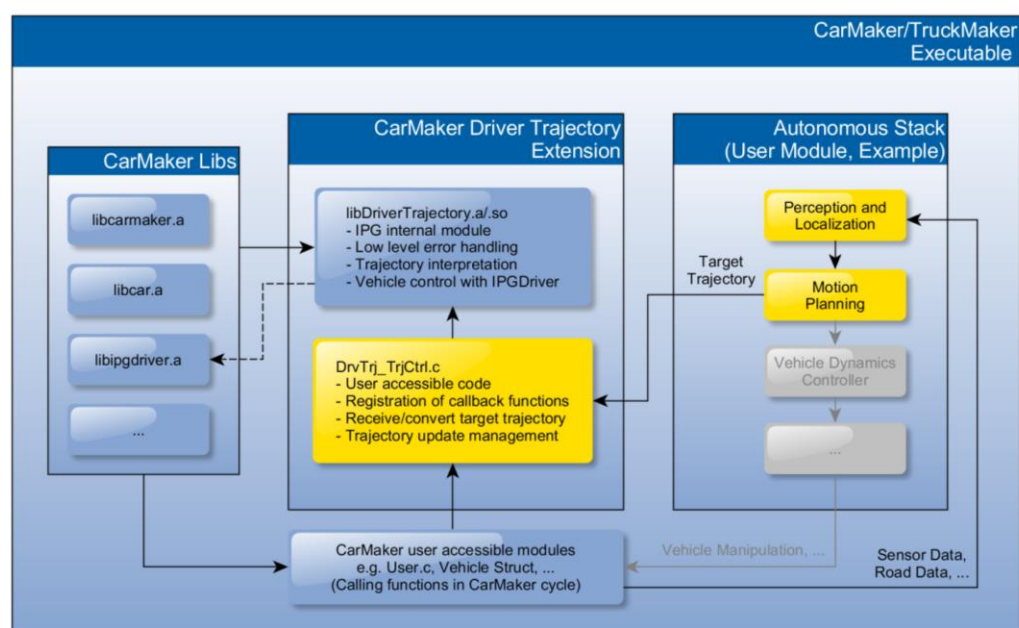 CarMaker/TruckMaker
Executable
CarMaker Libs
libcarmaker.a
libcar.a
libipgdriver.a
...
CarMaker Driver Trajectory
Extension
libDriverTrajectory.a/.so
- IPG internal module
- Low level error handling
- Trajectory interpretation
- Vehicle control with IPGDriver
DrvTrj_TrjCtrl.c
- User accessible code
- Registration of callback functions
- Receive/convert target trajectory
- Trajectory update management
Autonomous Stack
(User Module, Example)
Perception and
Localization
Target
Trajectory
Motion
Planning
Vehicle Dynamics
Controller
...
CarMaker user accessible modules
e.g. User.c, Vehicle Struct, ...
(Calling functions in CarMaker cycle)
Vehicle Manipulation, ...
Sensor Data,
Road Data, ...